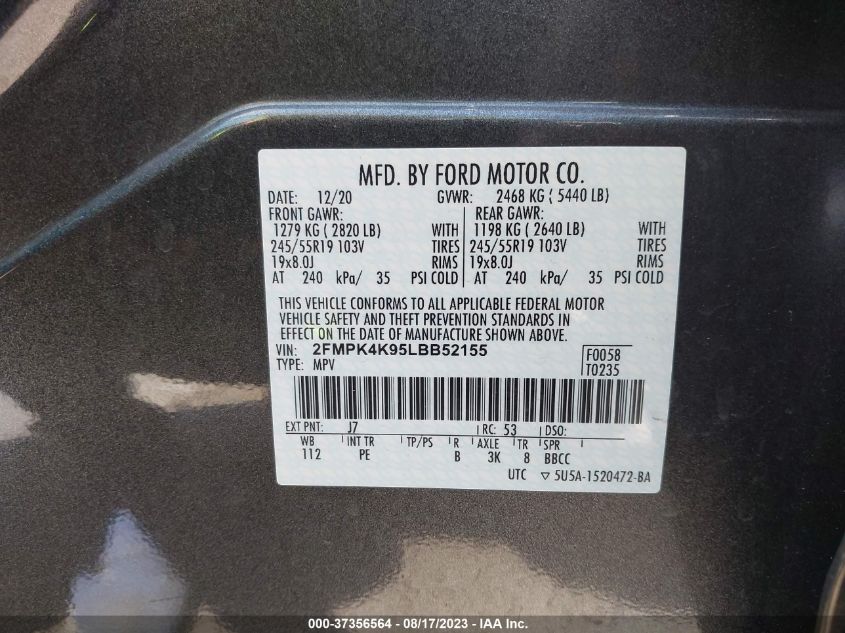 MFD. BY FORD MOTOR CO.
DATE: 12/20 GVWR: 2468 KG ( 5440 LB)
FRONT GAWR: REAR GAWR:
1279 KG ( 2820 LB) WITH 1198 KG ( 2640 LB) WITH
245/55R19 103V TIRES 245/55R19 103V TIRES
19x8.0J RIMS 19x8.0J RIMS
AT 240 kPa/ 35 PSI COLD AT 240 kPa/ 35 PSI COLD
THIS VEHICLE CONFORMS TO ALL APPLICABLE FEDERAL MOTOR
VEHICLE SAFETY AND THEFT PREVENTION STANDARDS IN
EFFECT ON THE DATE OF MANUFACTURE SHOWN ABOVE.
VIN: 2FMPK4K95LBB52155 F0058
TYPE: MPV T0235
EXT PNT: J7 RC: 53 DSO:
WB INT TR TP/PS R AXLE TR SPR
112 PE B 3K 8 BBCC
UTC ▽ 5U5A-1520472-BA
000-37356564 / 08/17/2023 - IAA Inc.